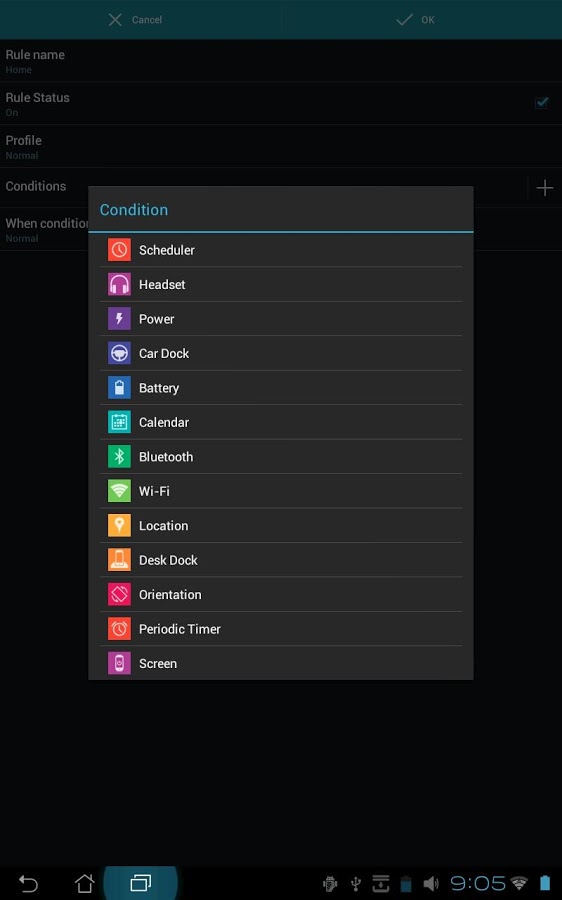 Cancel
OK
Rule name
Home
Rule Status
On
Profile
Normal
Conditions
When condition
Normal
Condition
Scheduler
Headset
Power
Car Dock
Battery
Calendar
Bluetooth
Wi-Fi
Location
Desk Dock
Orientation
Periodic Timer
Screen
9:05